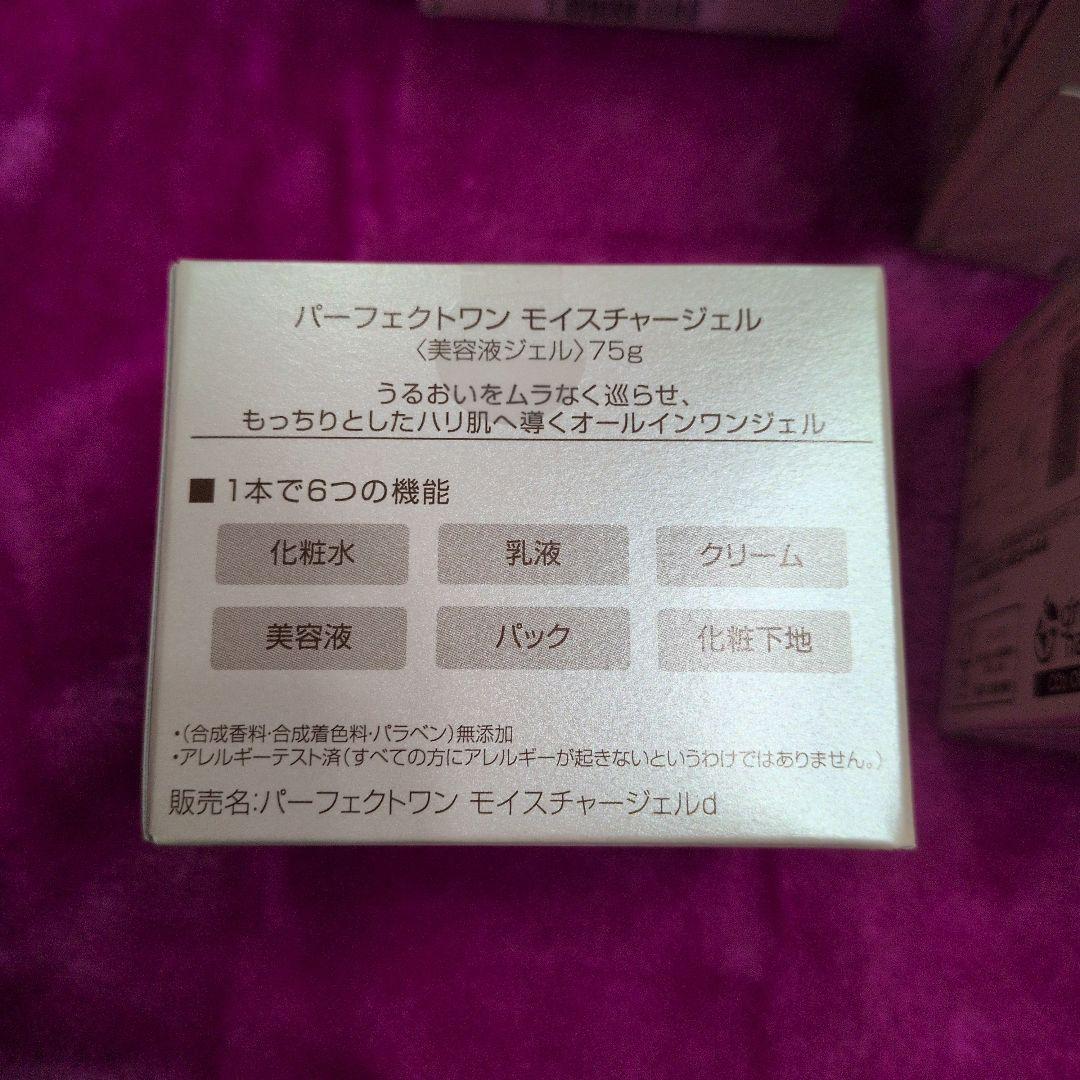 パーフェクトワン モイスチャージェル
〈美容液ジェル〉75g
うるおいをムラなく巡らせ、
もっちりとしたハリ肌へ導くオールインワンジェル
■ 1本で6つの機能
化粧水 乳液 クリーム
美容液 パック 化粧下地
・(合成香料・合成着色料・パラベン)無添加
・アレルギーテスト済(すべての方にアレルギーが起きないというわけではありません。)
販売名:パーフェクトワン モイスチャージェルd